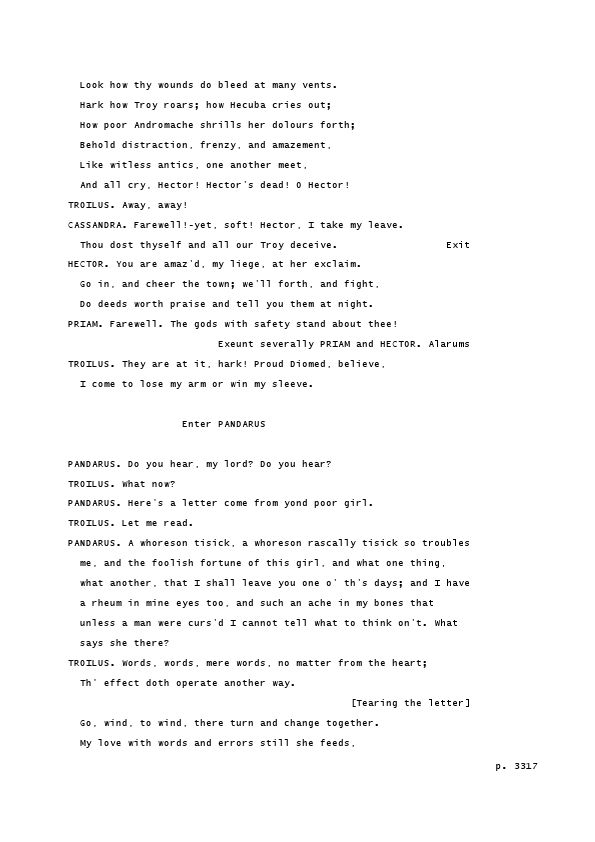 Look how thy wounds do bleed at many vents.
Hark how Troy roars; how Hecuba cries out;
How poor Andromache shrills her dolours forth;
Behold distraction, frenzy, and amazement,
Like witless antics, one another meet,
And all cry, Hector! Hector's dead! O Hector!
TROILUS. Away, away!
CASSANDRA. Farewell!-yet, soft! Hector, I take my leave.
Thou dost thyself and all our Troy deceive. Exit
HECTOR. You are amaz'd, my liege, at her exclaim.
Go in, and cheer the town; we'll forth, and fight,
Do deeds worth praise and tell you them at night.
PRIAM. Farewell. The gods with safety stand about thee!
Exeunt severally PRIAM and HECTOR. Alarums
TROILUS. They are at it, hark! Proud Diomed, believe,
I come to lose my arm or win my sleeve.
Enter PANDARUS
PANDARUS. Do you hear, my lord? Do you hear?
TROILUS. What now?
PANDARUS. Here's a letter come from yond poor girl.
TROILUS. Let me read.
PANDARUS. A whoreson tisick, a whoreson rascally tisick so troubles
me, and the foolish fortune of this girl, and what one thing,
what another, that I shall leave you one o' th's days; and I have
a rheum in mine eyes too, and such an ache in my bones that
unless a man were curs'd I cannot tell what to think on't. What
says she there?
TROILUS. Words, words, mere words, no matter from the heart;
Th' effect doth operate another way.
[Tearing the letter]
Go, wind, to wind, there turn and change together.
My love with words and errors still she feeds,
p. 3317